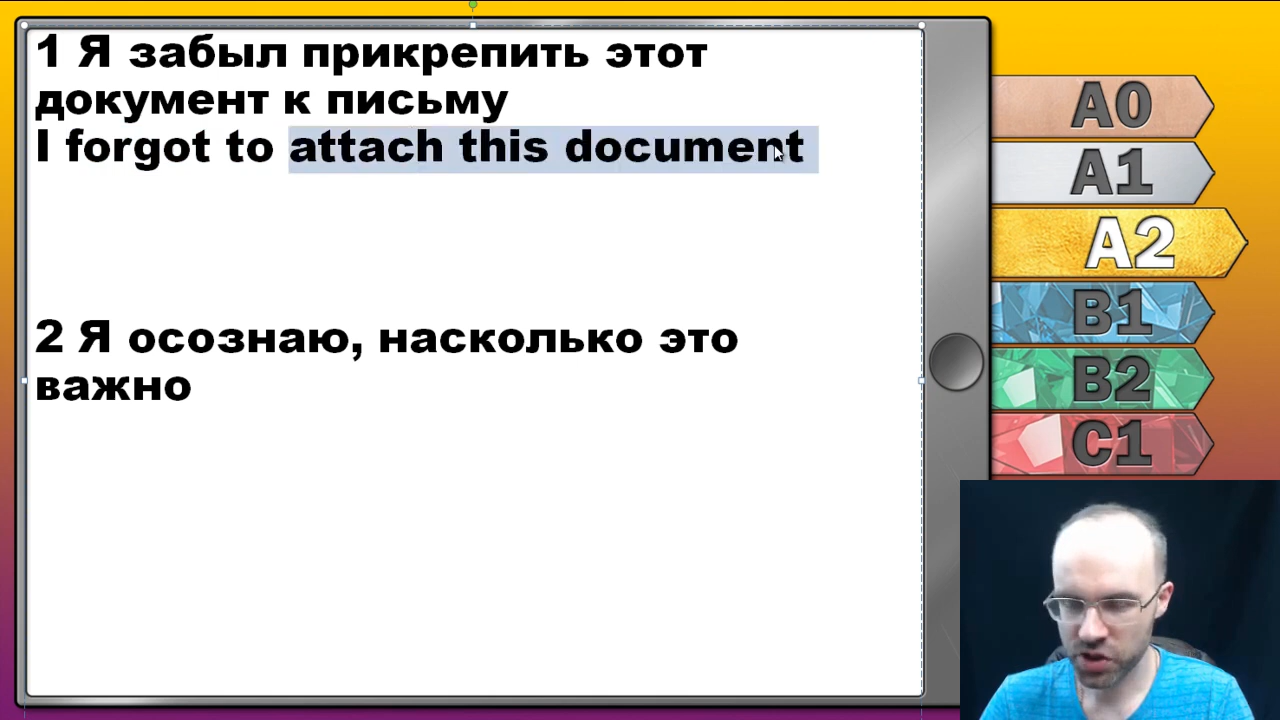 1 Я забыл прикрепить этот
документ к письму
I forgot to attach this document
2 Я осознаю, насколько это
важно
A0
A1
A2
B1
B2
C1